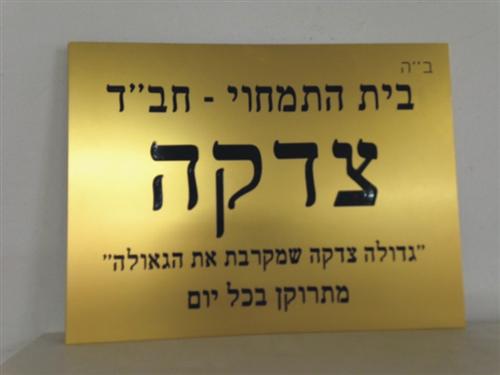 ב״ה
בית התמחוי - חב״ד
צדקה
״גדולה צדקה שמקרבת את הגאולה״
מתרוקן בכל יום